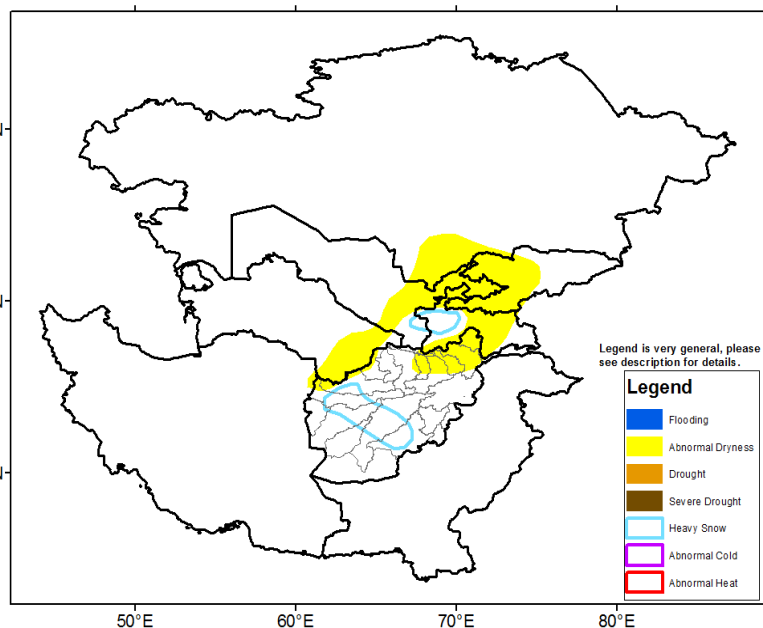 N
N
N
Legend is very general, please
see description for details.
Legend
Flooding
Abnormal Dryness
Drought
Severe Drought
Heavy Snow
Abnormal Cold
Abnormal Heat
50°E 60°E 70°E 80°E